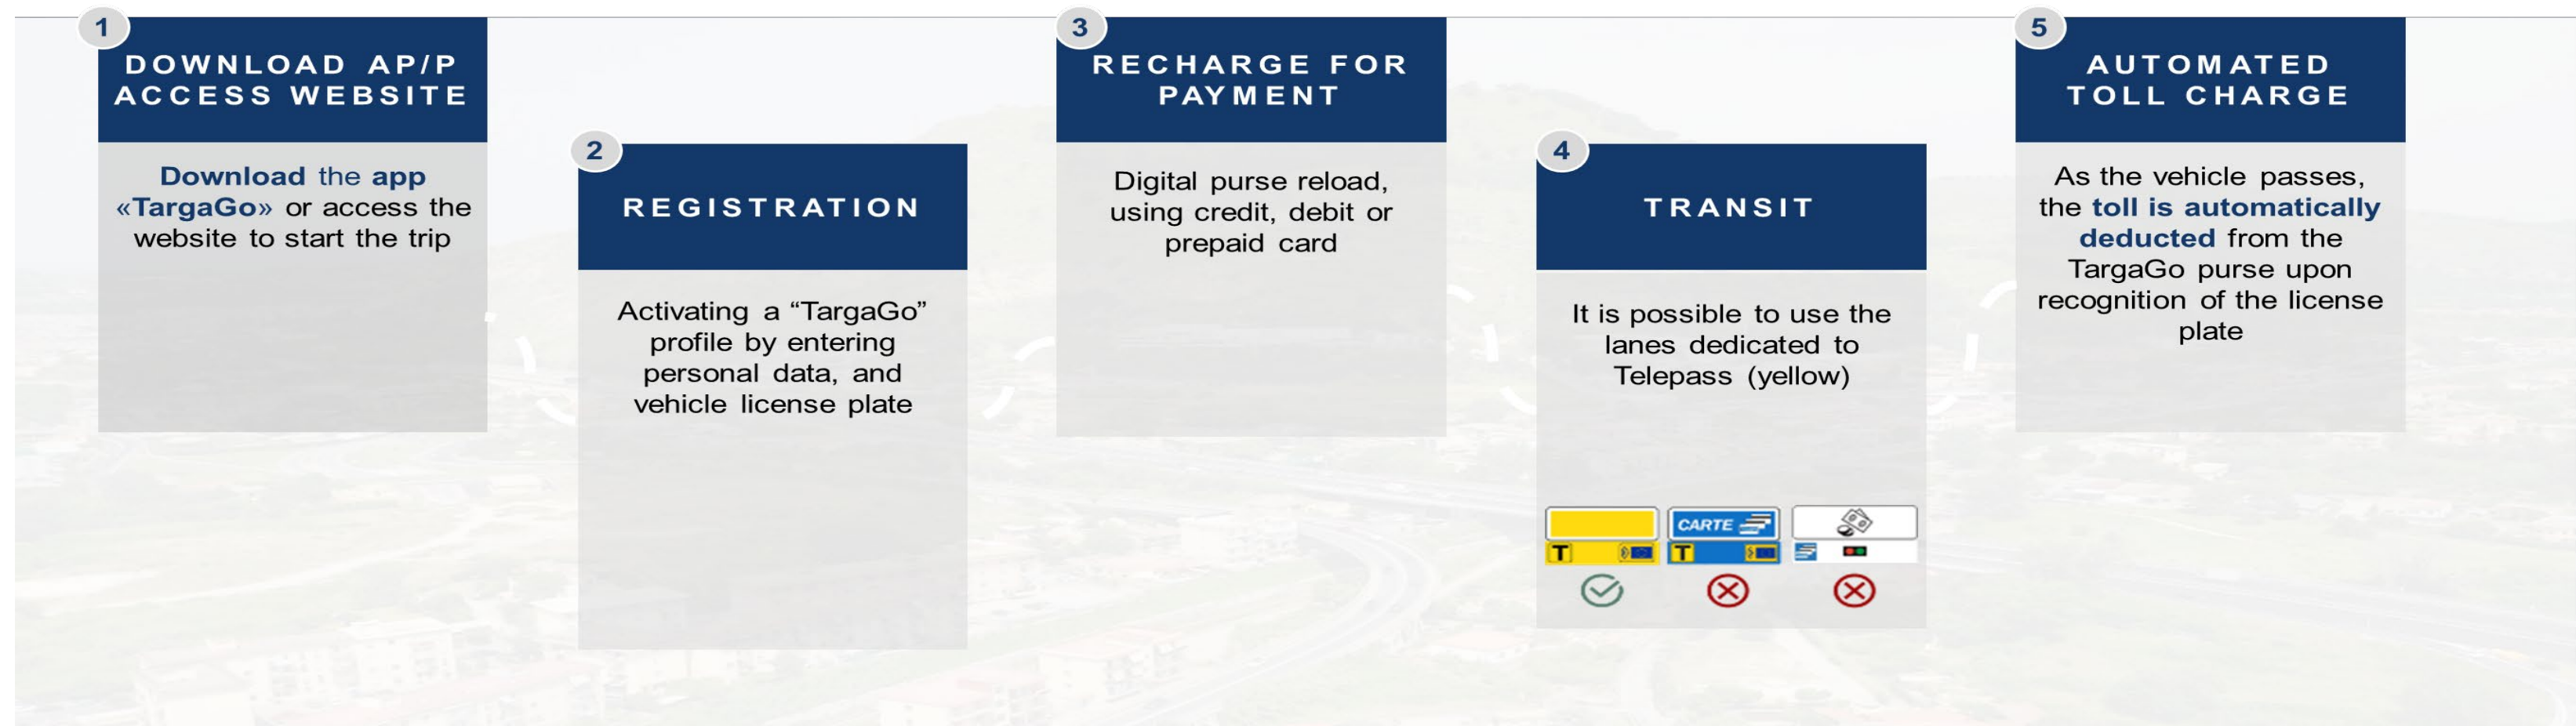 1
DOWNLOAD AP/P
ACCESS WEBSITE
Download the app
«TargaGo» or access the
website to start the trip
2
REGISTRATION
Activating a “TargaGo”
profile by entering
personal data, and
vehicle license plate
3
RECHARGE FOR
PAYMENT
Digital purse reload,
using credit, debit or
prepaid card
4
TRANSIT
It is possible to use the
lanes dedicated to
Telepass (yellow)
CARTE
T
T
5
AUTOMATED
TOLL CHARGE
As the vehicle passes,
the toll is automatically
deducted from the
TargaGo purse upon
recognition of the license
plate